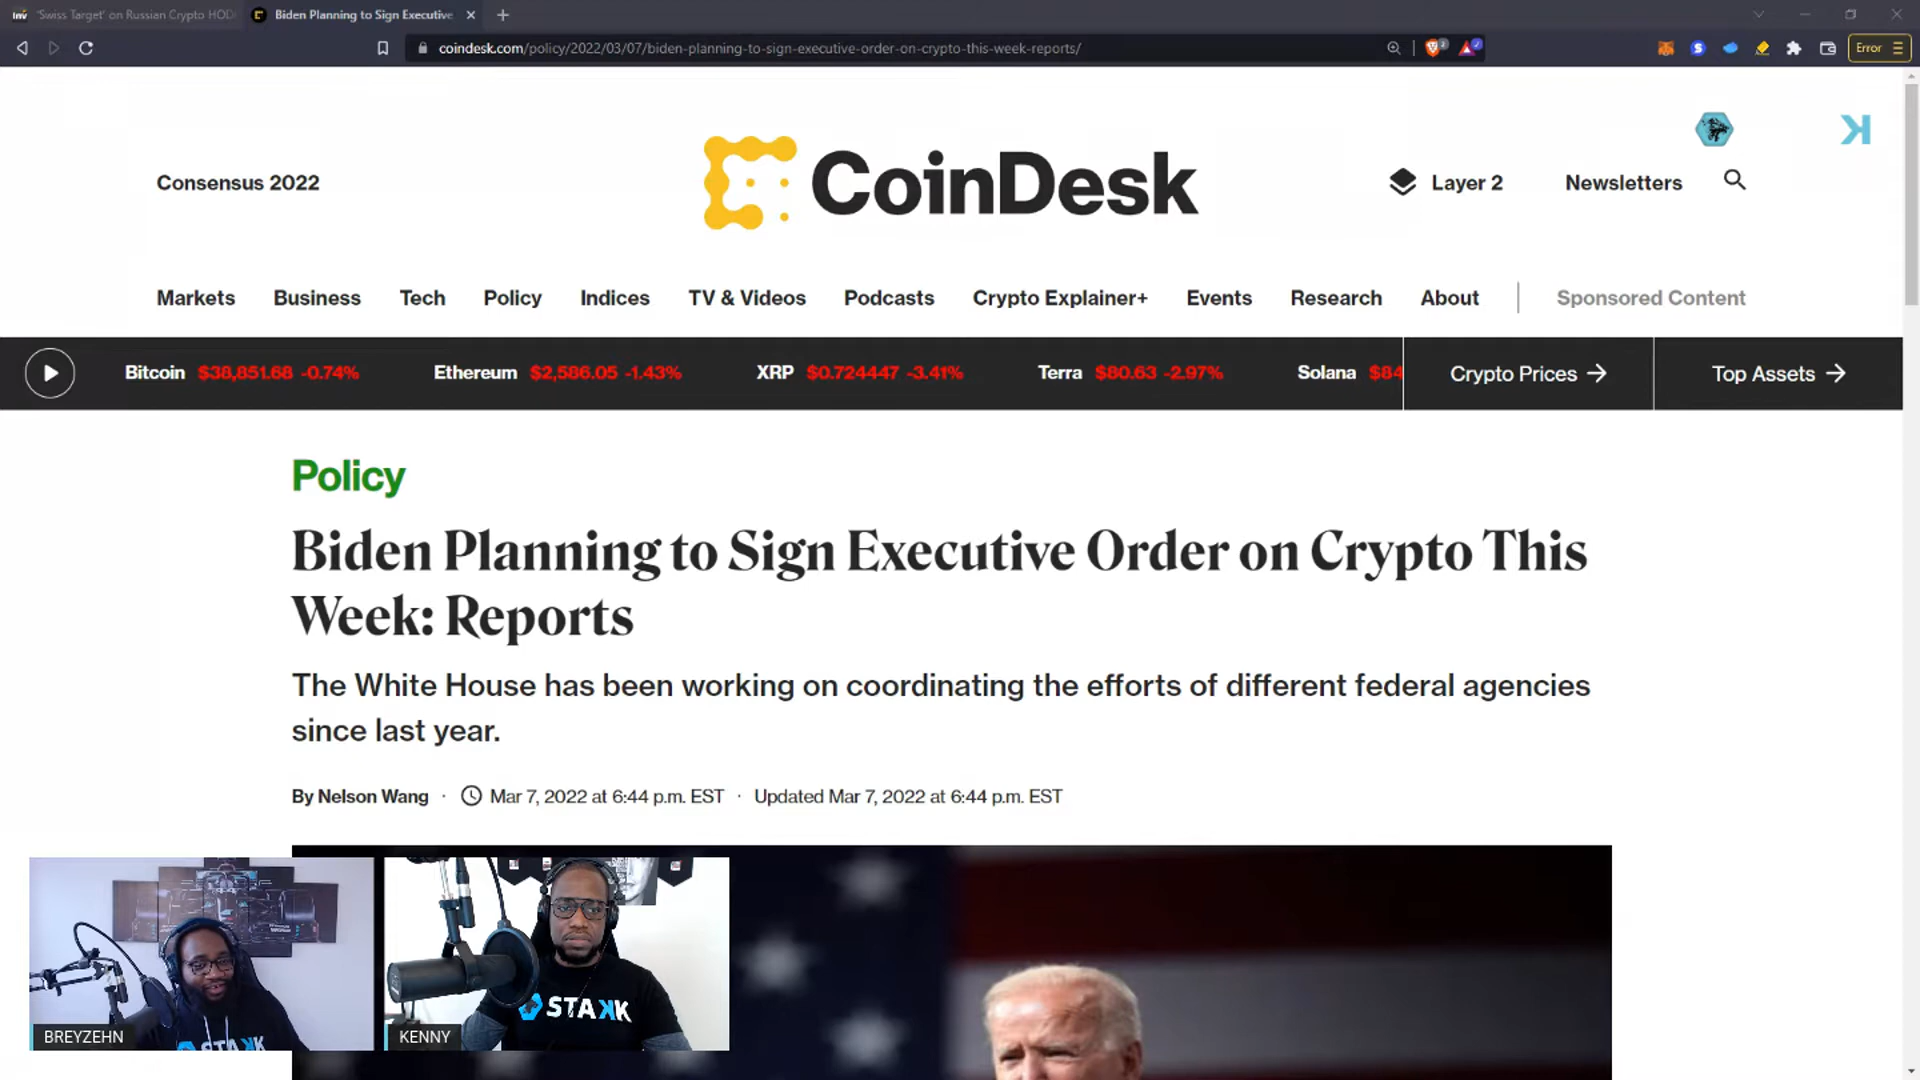 'Swiss Target' on Russian Crypto HOD
Biden Planning to Sign Executive
coindesk.com/policy/2022/03/07/biden-planning-to-sign-executive-order-on-crypto-this-week-reports/
Error
Consensus 2022
CoinDesk
Layer 2
Newsletters
Markets
Business
Tech
Policy
Indices
TV & Videos
Podcasts
Crypto Explainer+
Events
Research
About
Sponsored Content
Bitcoin $38,851.68 -0.74%
Ethereum $2,586.05 -1.43%
XRP $0.724447 -3.41%
Terra $80.63 -2.97%
Solana $84
Crypto Prices →
Top Assets →
Policy
Biden Planning to Sign Executive Order on Crypto This
Week: Reports
The White House has been working on coordinating the efforts of different federal agencies
since last year.
By Nelson Wang · Mar 7, 2022 at 6:44 p.m. EST · Updated Mar 7, 2022 at 6:44 p.m. EST
STAKK
STAKK
BREYZEHN
KENNY